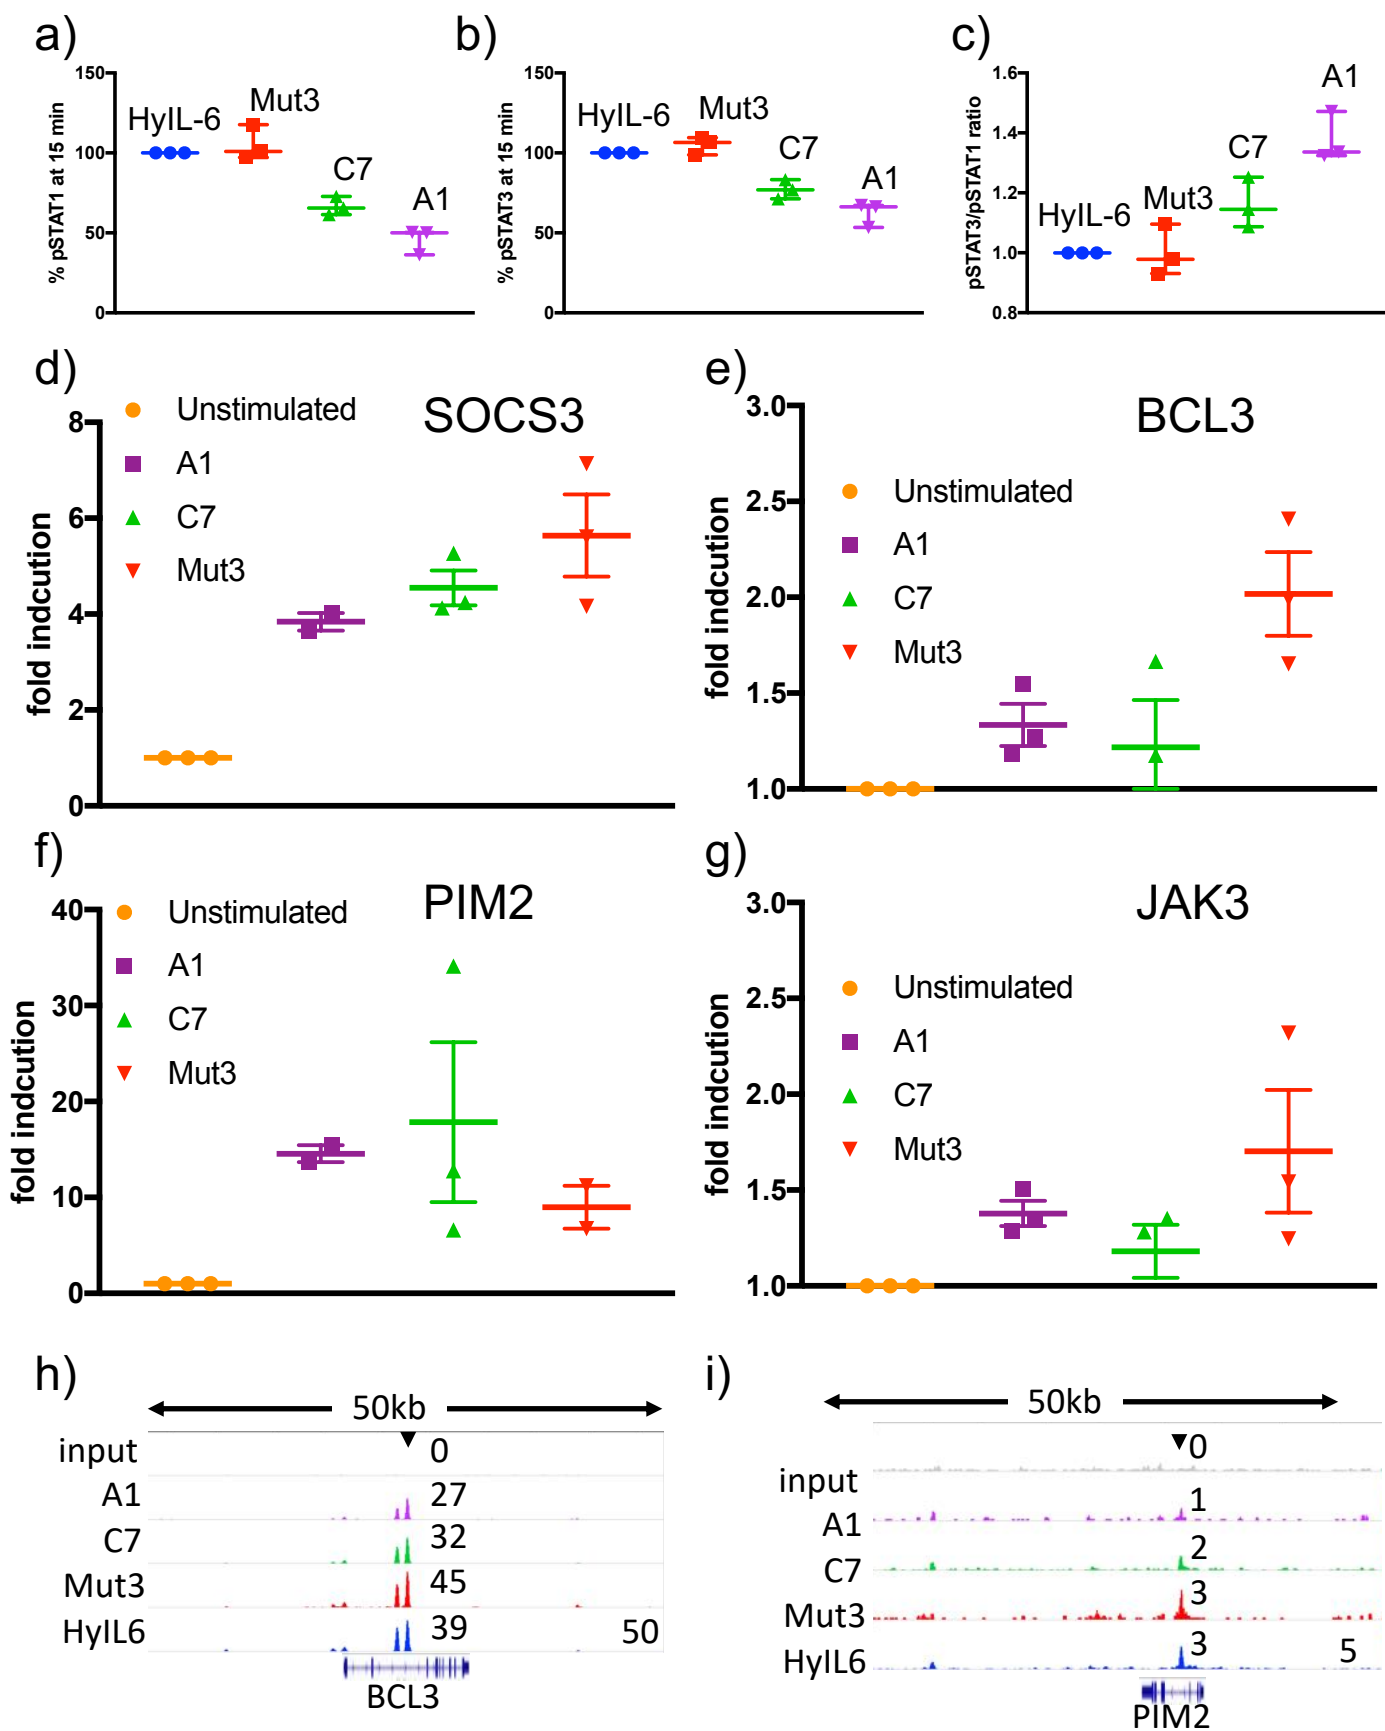 a)
% pSTAT1 at 15 min
150
100
50
0
HyIL-6
Mut3
C7
A1
b)
% pSTAT3 at 15 min
150
100
50
0
HyIL-6
Mut3
C7
A1
c)
pSTAT3/pSTAT1 ratio
1.6
1.4
1.2
1.0
0.8
HyIL-6
Mut3
C7
A1
d)
SOCS3
fold indcution
8
6
4
2
0
Unstimulated
A1
C7
Mut3
e)
BCL3
fold indcution
3.0
2.5
2.0
1.5
1.0
Unstimulated
A1
C7
Mut3
f)
PIM2
fold indcution
40
30
20
10
0
Unstimulated
A1
C7
Mut3
g)
JAK3
fold indcution
3.0
2.5
2.0
1.5
1.0
Unstimulated
A1
C7
Mut3
h)
50kb
input 0
A1 27
C7 32
Mut3 45
HyIL6 39 50
BCL3
i)
50kb
input 0
A1 1
C7 2
Mut3 3
HyIL6 3 5
PIM2